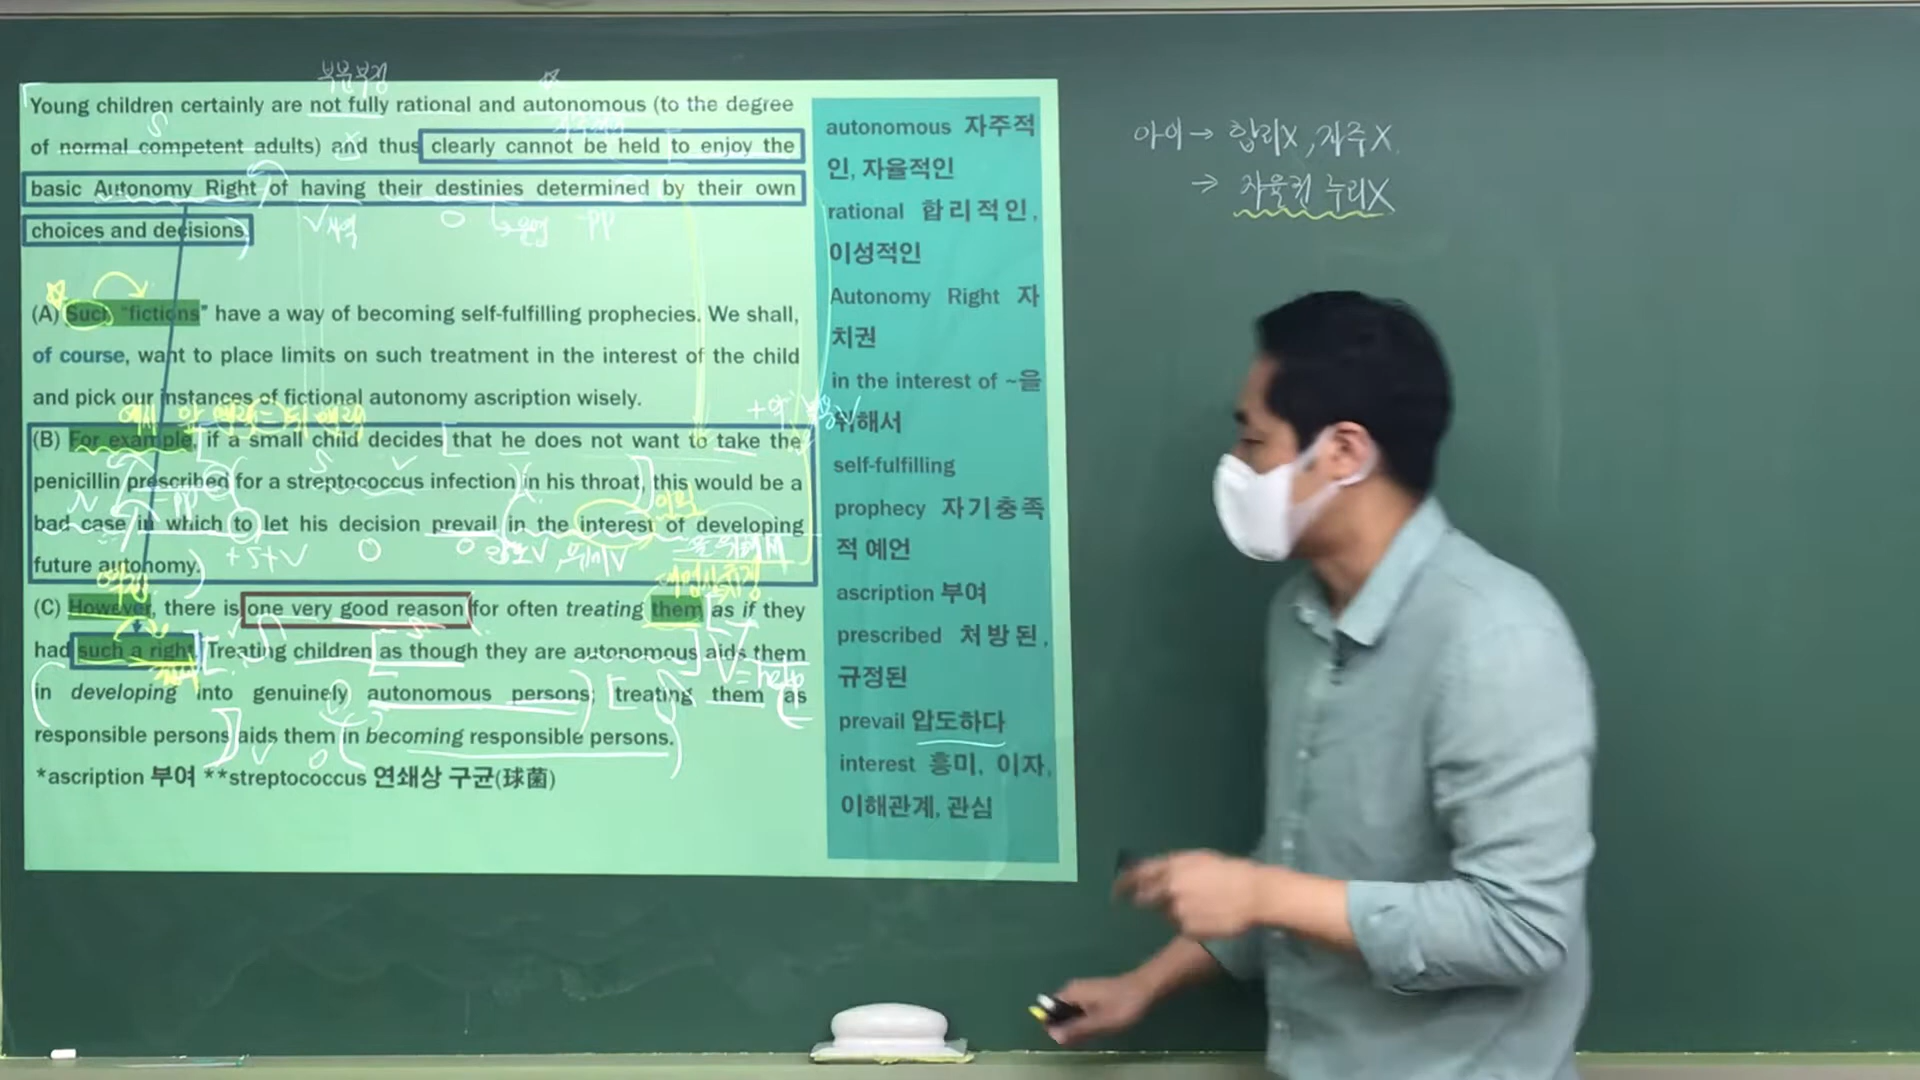 부분부정
Young children certainly are not fully rational and autonomous (to the degree
of normal competent adults) and thus clearly cannot be held to enjoy the
basic Autonomy Right of having their destinies determined by their own
choices and decisions.
(A) Such "fictions" have a way of becoming self-fulfilling prophecies. We shall,
of course, want to place limits on such treatment in the interest of the child
and pick our instances of fictional autonomy ascription wisely.
(B) For example, if a small child decides that he does not want to take the
penicillin prescribed for a streptococcus infection in his throat, this would be a
bad case in which to let his decision prevail in the interest of developing
future autonomy.
(C) However, there is one very good reason for often treating them as if they
had such a right. Treating children as though they are autonomous aids them
in developing into genuinely autonomous persons; treating them as
responsible persons aids them in becoming responsible persons.
*ascription 부여 **streptococcus 연쇄상 구균(球菌)
autonomous 자주적
인, 자율적인
rational 합리적인,
이성적인
Autonomy Right 자
치권
in the interest of ~을
위해서
self-fulfilling
prophecy 자기충족
적 예언
ascription 부여
prescribed 처방된,
규정된
prevail 압도하다
interest 흥미, 이자,
이해관계, 관심
아이→ 합리X, 자주X
→ 자율권 누리X